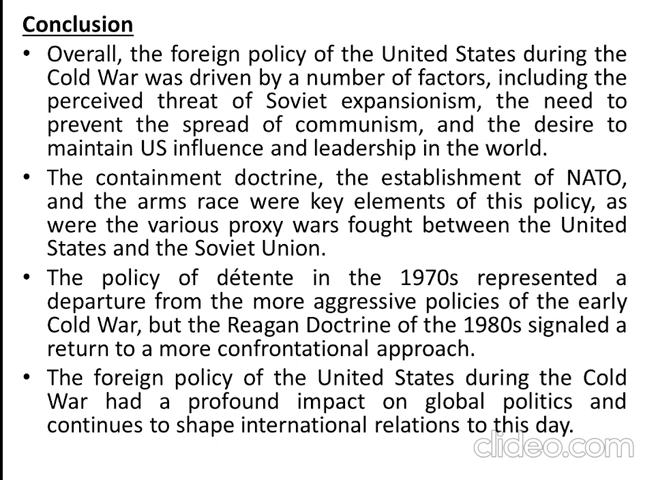 Conclusion
• Overall, the foreign policy of the United States during the
Cold War was driven by a number of factors, including the
perceived threat of Soviet expansionism, the need to
prevent the spread of communism, and the desire to
maintain US influence and leadership in the world.
• The containment doctrine, the establishment of NATO,
and the arms race were key elements of this policy, as
were the various proxy wars fought between the United
States and the Soviet Union.
• The policy of détente in the 1970s represented a
departure from the more aggressive policies of the early
Cold War, but the Reagan Doctrine of the 1980s signaled a
return to a more confrontational approach.
• The foreign policy of the United States during the Cold
War had a profound impact on global politics and
continues to shape international relations to this day.
clideo.com